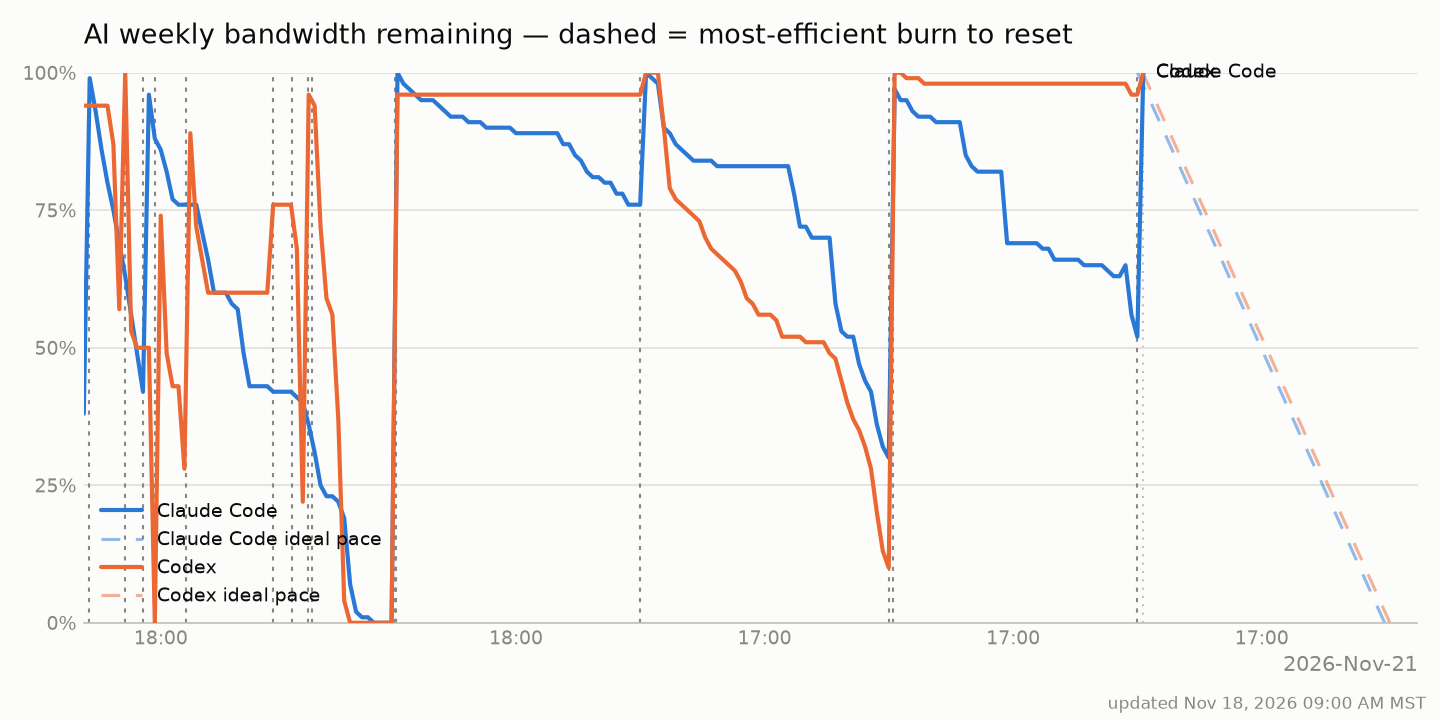 AI weekly bandwidth remaining — dashed = most-efficient burn to reset
100%
75%
50%
25%
0%
Claude Code
Claude Code
Claude Code ideal pace
Codex
Codex ideal pace
18:00 18:00 17:00 17:00 17:00
2026-Nov-21
updated Nov 18, 2026 09:00 AM MST